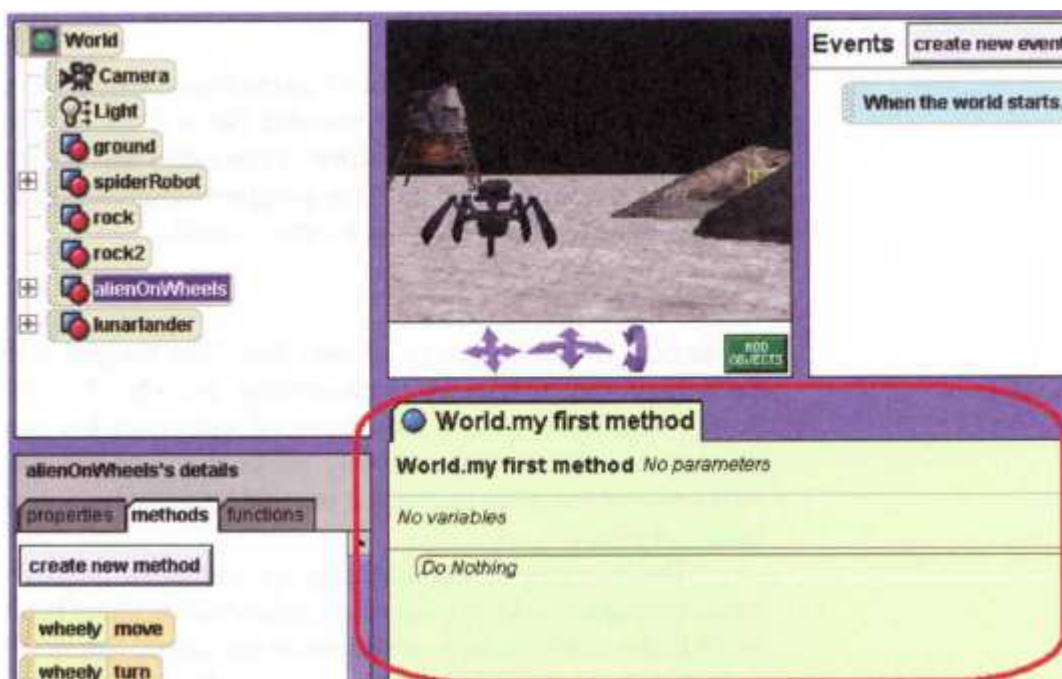 World
Camera
Light
ground
spiderRobot
rock
rock2
alienOnWheels
lunarlander
ADD
OBJECTS
Events create new event
When the world starts,
alienOnWheels's details
properties methods functions
create new method
wheely move
wheely turn
World.my first method
World.my first method No parameters
No variables
Do Nothing